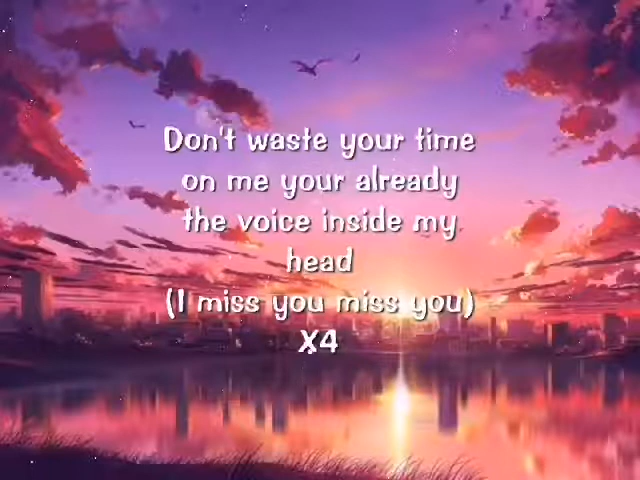 Don't waste your time
on me your already
the voice inside my
head
(I miss you miss you)
X4